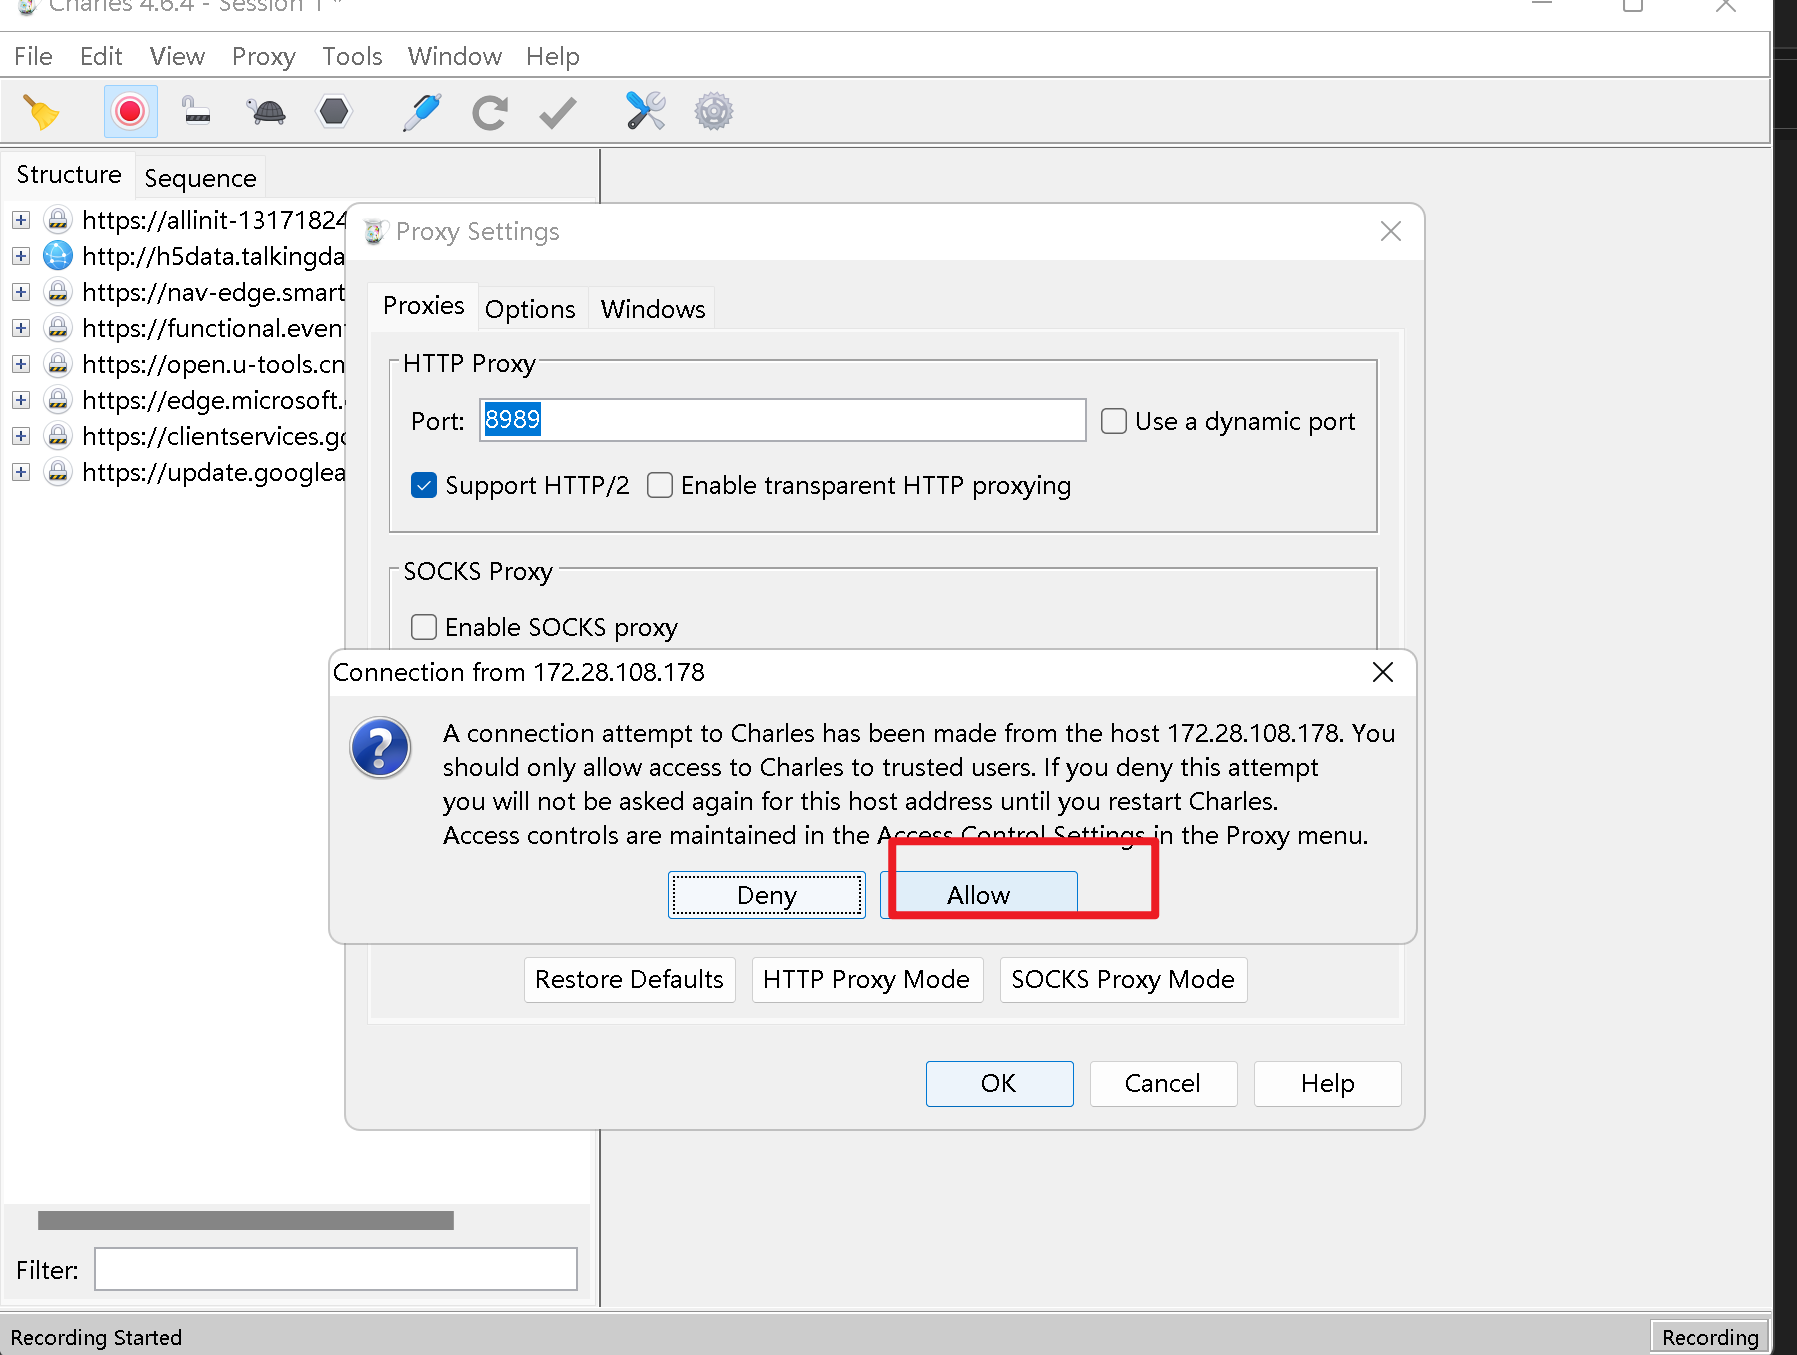 Charles 4.6.4 - Session 1 *
File Edit View Proxy Tools Window Help
Structure Sequence
https://allinit-13171824
http://h5data.talkingda
https://nav-edge.smart
https://functional.even
https://open.u-tools.cn
https://edge.microsoft.
https://clientservices.go
https://update.googlea
Proxy Settings
Proxies Options Windows
HTTP Proxy
Port: 8989 Use a dynamic port
Support HTTP/2 Enable transparent HTTP proxying
SOCKS Proxy
Enable SOCKS proxy
Connection from 172.28.108.178
A connection attempt to Charles has been made from the host 172.28.108.178. You
should only allow access to Charles to trusted users. If you deny this attempt
you will not be asked again for this host address until you restart Charles.
Access controls are maintained in the Access Control Settings in the Proxy menu.
Deny Allow
Restore Defaults HTTP Proxy Mode SOCKS Proxy Mode
OK Cancel Help
Filter:
Recording Started Recording